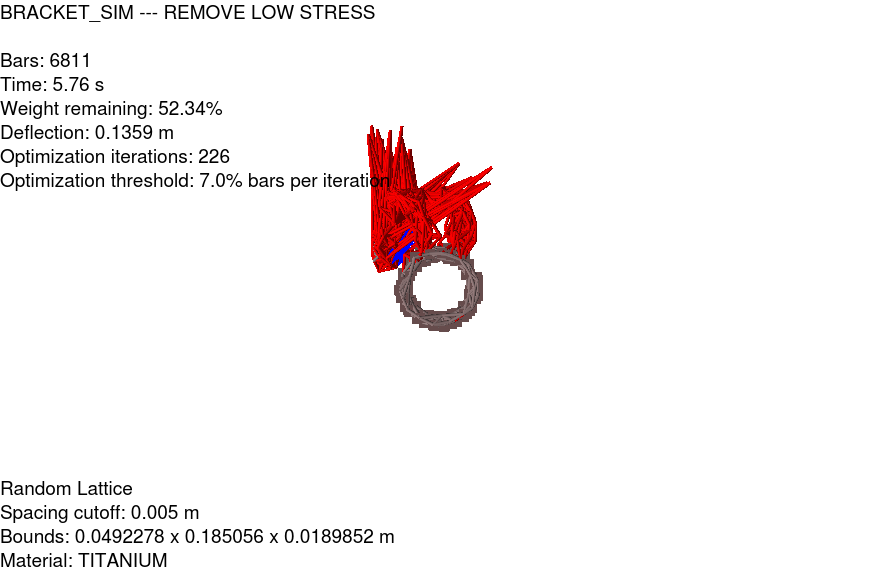 BRACKET_SIM --- REMOVE LOW STRESS
Bars: 6811
Time: 5.76 s
Weight remaining: 52.34%
Deflection: 0.1359 m
Optimization iterations: 226
Optimization threshold: 7.0% bars per iteration
Random Lattice
Spacing cutoff: 0.005 m
Bounds: 0.0492278 x 0.185056 x 0.0189852 m
Material: TITANIUM